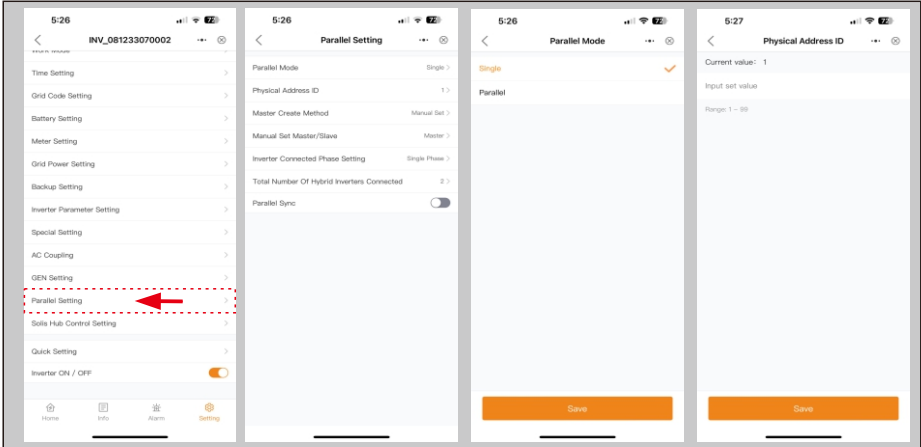 5:26
73
INV_081233070002
Work Mode
Time Setting
Grid Code Setting
Battery Setting
Meter Setting
Grid Power Setting
Backup Setting
Inverter Parameter Setting
Special Setting
AC Coupling
GEN Setting
Parallel Setting
Solis Hub Control Setting
Quick Setting
Inverter ON / OFF
Home Info Alarm Setting
5:26
73
Parallel Setting
Parallel Mode Single
Physical Address ID 1
Master Create Method Manual Set
Manual Set Master/Slave Master
Inverter Connected Phase Setting Single Phase
Total Number Of Hybrid Inverters Connected 2
Parallel Sync
5:26
73
Parallel Mode
Single
Parallel
Save
5:27
73
Physical Address ID
Current value: 1
Input set value
Range: 1 ~ 99
Save